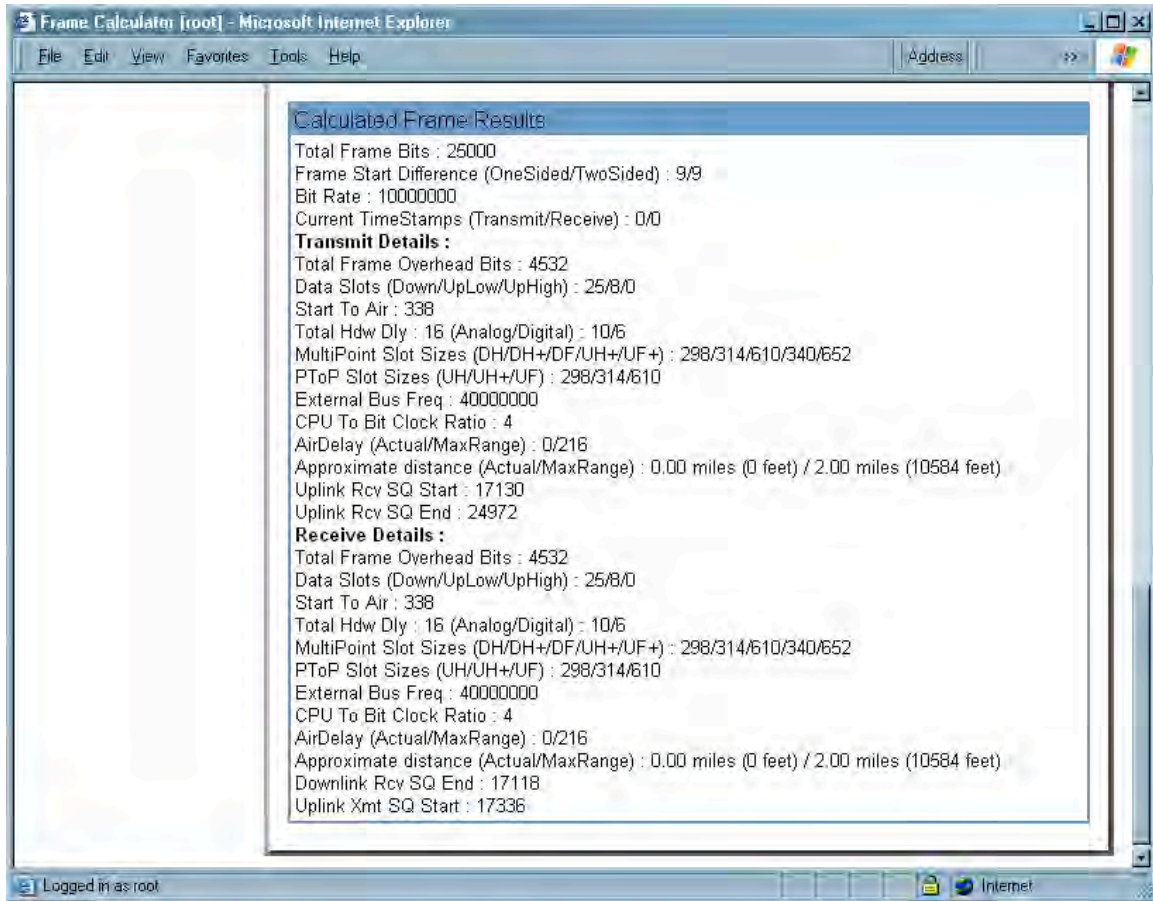 Frame Calculator [root] - Microsoft Internet Explorer
File Edit View Favorites Tools Help Address >>
Calculated Frame Results
Total Frame Bits : 25000
Frame Start Difference (OneSided/TwoSided) : 9/9
Bit Rate : 10000000
Current TimeStamps (Transmit/Receive) : 0/0
Transmit Details :
Total Frame Overhead Bits : 4532
Data Slots (Down/UpLow/UpHigh) : 25/8/0
Start To Air : 338
Total Hdw Dly : 16 (Analog/Digital) : 10/6
MultiPoint Slot Sizes (DH/DH+/DF/UH+/UF+) : 298/314/610/340/652
PToP Slot Sizes (UH/UH+/UF) : 298/314/610
External Bus Freq : 40000000
CPU To Bit Clock Ratio : 4
AirDelay (Actual/MaxRange) : 0/216
Approximate distance (Actual/MaxRange) : 0.00 miles (0 feet) / 2.00 miles (10584 feet)
Uplink Rcv SQ Start : 17130
Uplink Rcv SQ End : 24972
Receive Details :
Total Frame Overhead Bits : 4532
Data Slots (Down/UpLow/UpHigh) : 25/8/0
Start To Air : 338
Total Hdw Dly : 16 (Analog/Digital) : 10/6
MultiPoint Slot Sizes (DH/DH+/DF/UH+/UF+) : 298/314/610/340/652
PToP Slot Sizes (UH/UH+/UF) : 298/314/610
External Bus Freq : 40000000
CPU To Bit Clock Ratio : 4
AirDelay (Actual/MaxRange) : 0/216
Approximate distance (Actual/MaxRange) : 0.00 miles (0 feet) / 2.00 miles (10584 feet)
Downlink Rcv SQ End : 17118
Uplink Xmt SQ Start : 17336
Logged in as root Internet